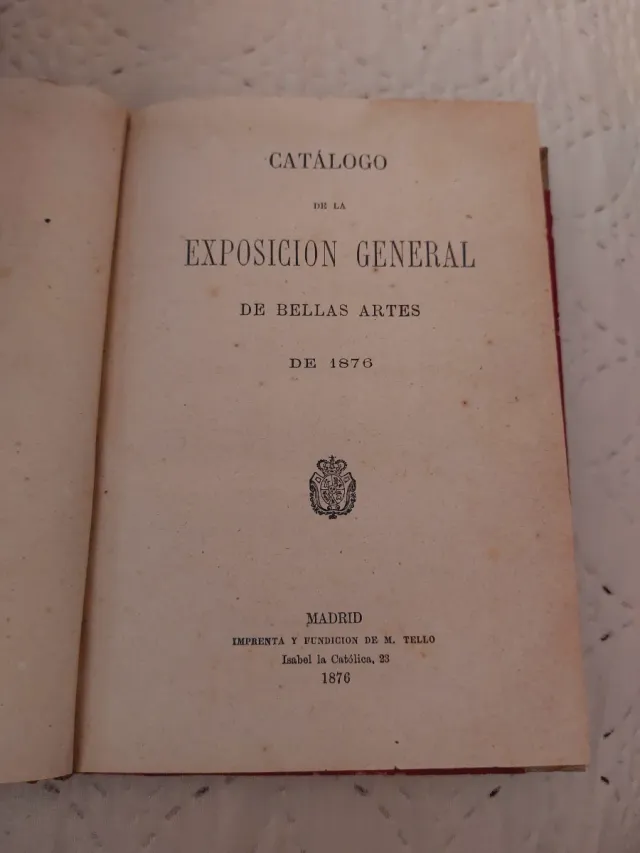 CATÁLOGO
DE LA
EXPOSICION GENERAL
DE BELLAS ARTES
DE 1876
MADRID
IMPRENTA Y FUNDICION DE M. TELLO
Isabel la Católica, 23
1876